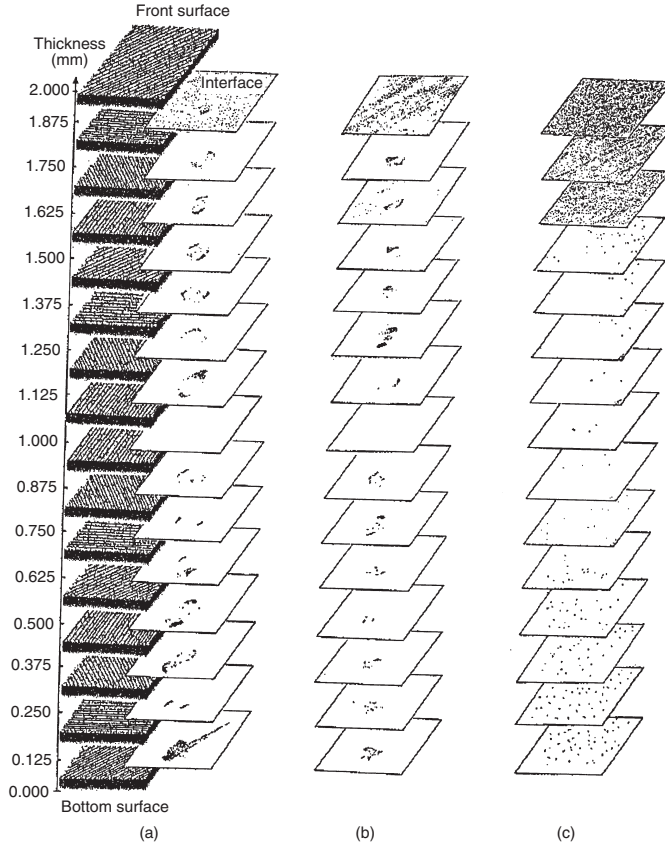 Front surface
Thickness
(mm)
Interface
2.000
1.875
1.750
1.625
1.500
1.375
1.250
1.125
1.000
0.875
0.750
0.625
0.500
0.375
0.250
0.125
0.000
Bottom surface
(a)
(b)
(c)